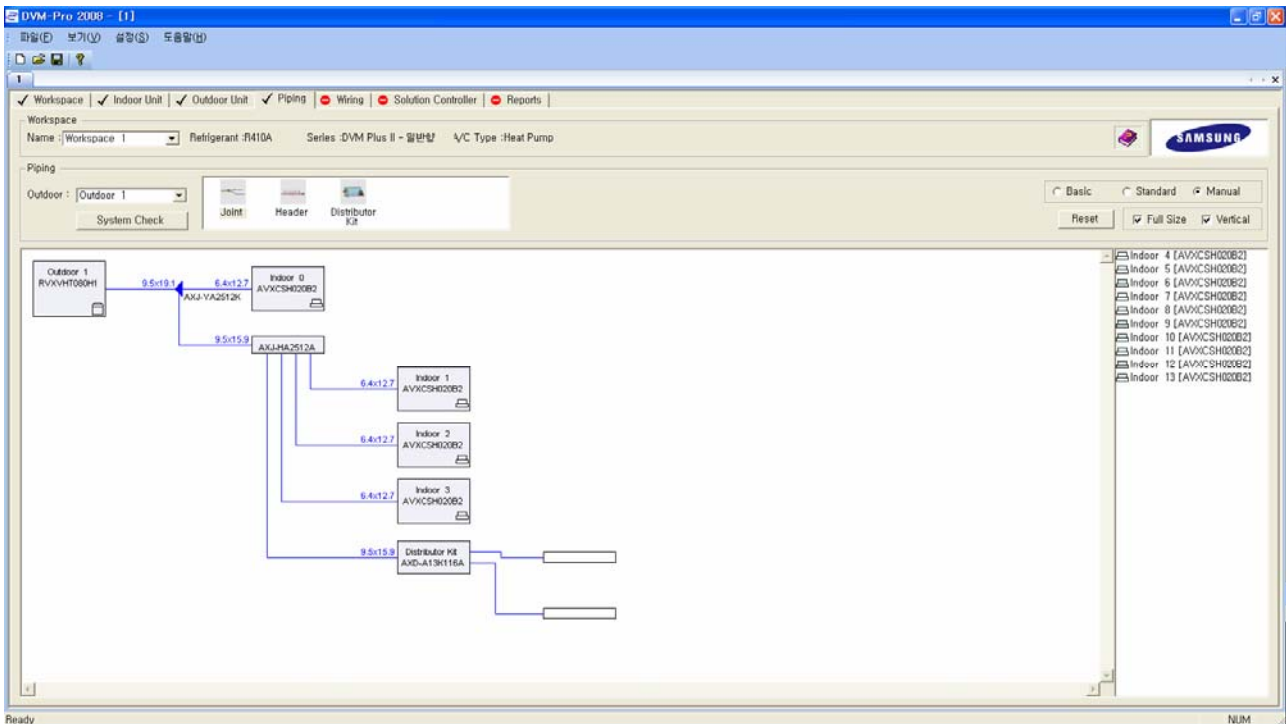 DVM-Pro 2008 - [1]
파일(F) 보기(V) 설정(S) 도움말(H)
1
Workspace Indoor Unit Outdoor Unit Piping Wiring Solution Controller Reports
Workspace
Name : Workspace 1 Refrigerant :R410A Series :DVM Plus II - 일반향 A/C Type :Heat Pump
SAMSUNG
Piping
Outdoor : Outdoor 1
System Check
Joint Header Distributor Kit
Basic Standard Manual
Reset Full Size Vertical
Outdoor 1
RVXVHT080H1
9.5x19.1
AXJ-YA2512K
6.4x12.7
Indoor 0
AVXCSH020B2
9.5x15.9
AXJ-HA2512A
6.4x12.7
Indoor 1
AVXCSH020B2
6.4x12.7
Indoor 2
AVXCSH020B2
6.4x12.7
Indoor 3
AVXCSH020B2
9.5x15.9
Distributor Kit
AXD-A13K116A
Indoor 4 [AVXCSH020B2]
Indoor 5 [AVXCSH020B2]
Indoor 6 [AVXCSH020B2]
Indoor 7 [AVXCSH020B2]
Indoor 8 [AVXCSH020B2]
Indoor 9 [AVXCSH020B2]
Indoor 10 [AVXCSH020B2]
Indoor 11 [AVXCSH020B2]
Indoor 12 [AVXCSH020B2]
Indoor 13 [AVXCSH020B2]
Ready NUM